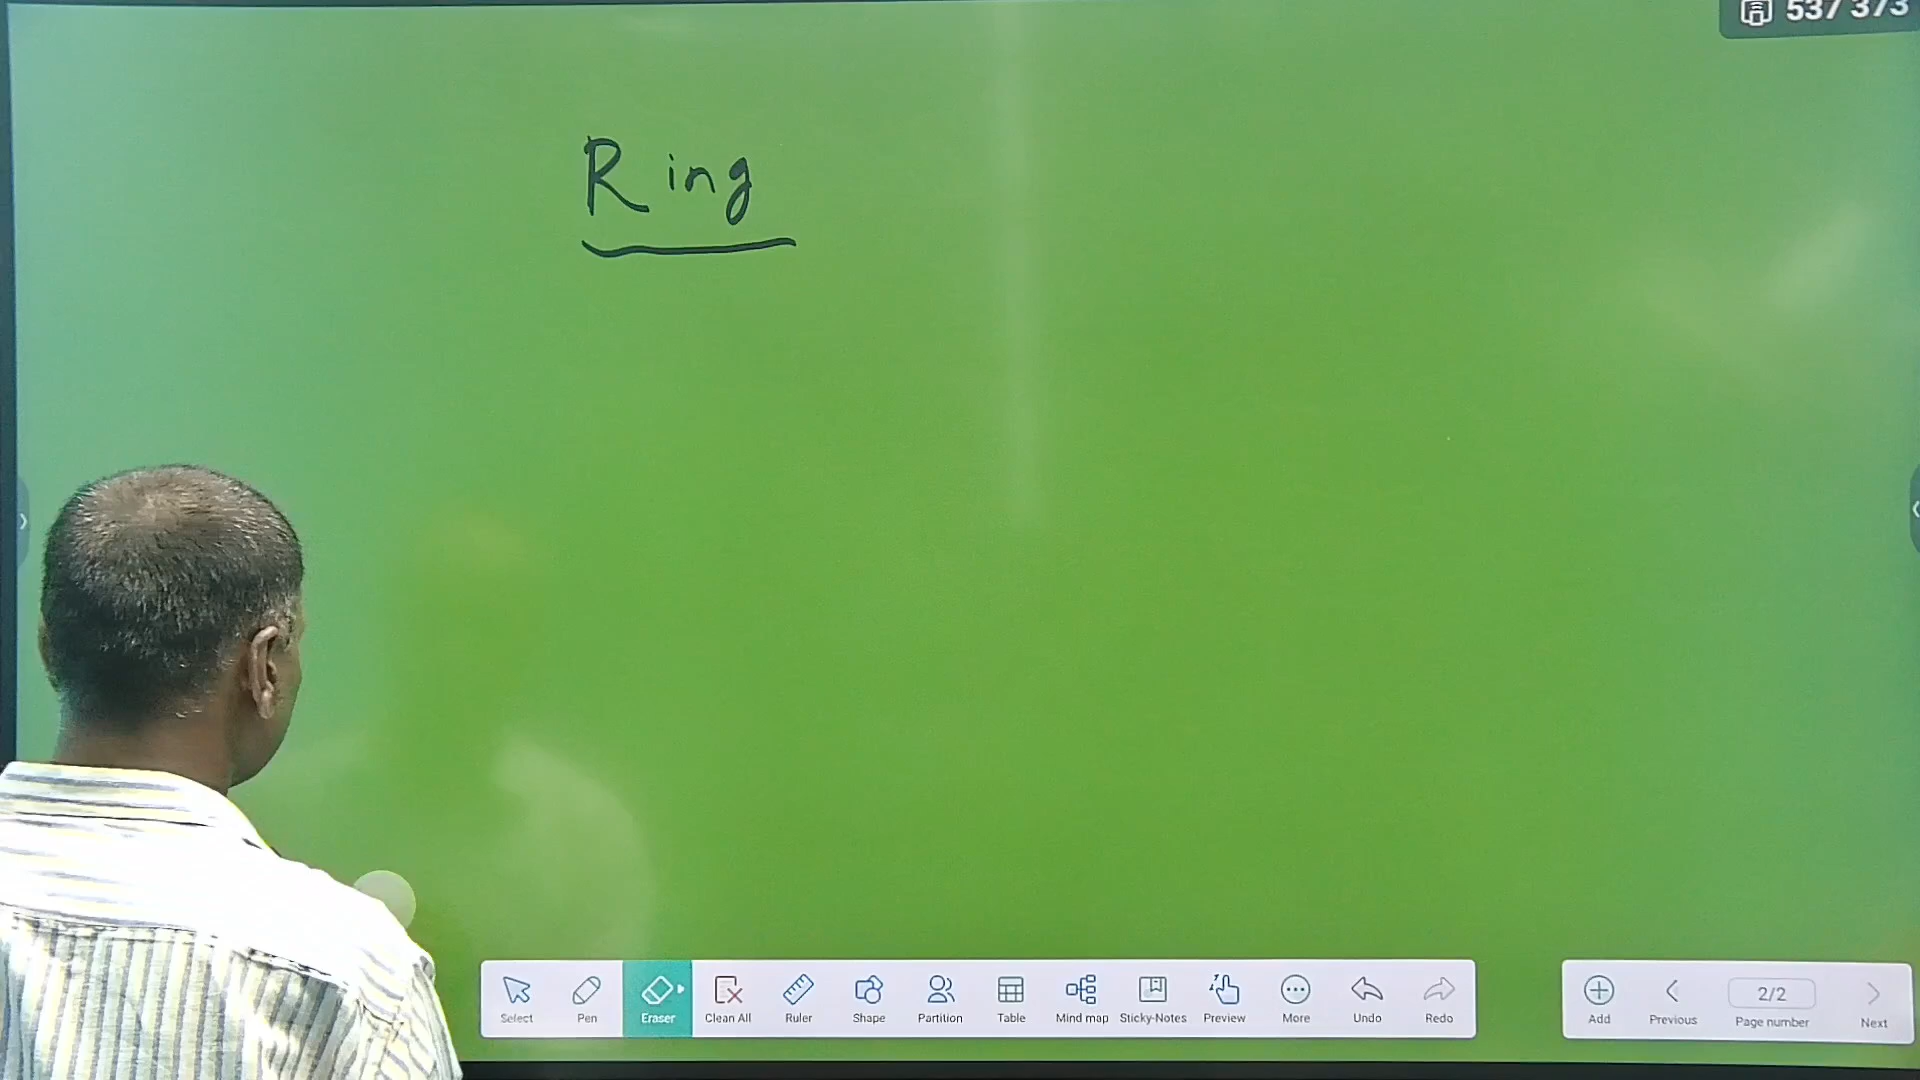 537 373
Ring
Select Pen Eraser Clean All Ruler Shape Partition Table Mind map Sticky-Notes Preview More Undo Redo
Add Previous 2/2 Page number Next